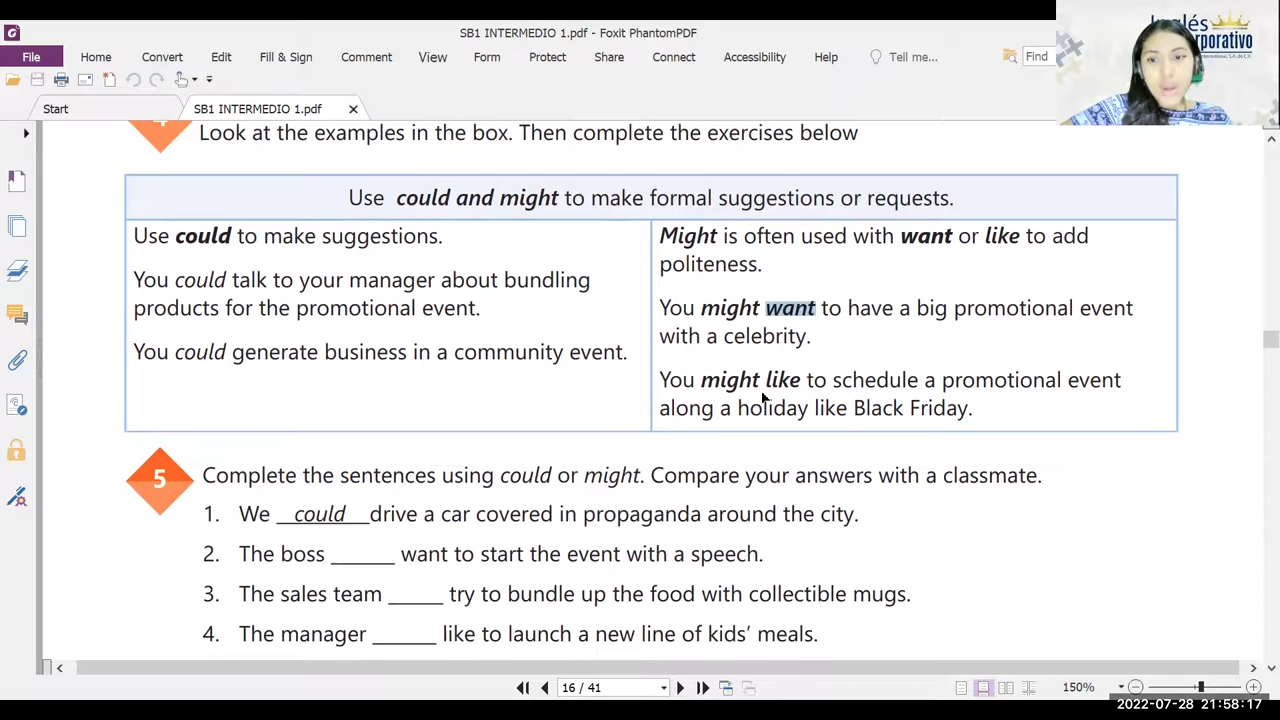 SB1 INTERMEDIO 1.pdf - Foxit PhantomPDF
File Home Convert Edit Fill & Sign Comment View Form Protect Share Connect Accessibility Help Tell me... Find
Start SB1 INTERMEDIO 1.pdf
Inglés
Look at the examples in the box. Then complete the exercises below
Use could and might to make formal suggestions or requests.
Use could to make suggestions.
You could talk to your manager about bundling
products for the promotional event.
You could generate business in a community event.
Might is often used with want or like to add
politeness.
You might want to have a big promotional event
with a celebrity.
You might like to schedule a promotional event
along a holiday like Black Friday.
5 Complete the sentences using could or might. Compare your answers with a classmate.
1. We __could__drive a car covered in propaganda around the city.
2. The boss ______ want to start the event with a speech.
3. The sales team _____ try to bundle up the food with collectible mugs.
4. The manager ______ like to launch a new line of kids' meals.
16 / 41
150%
2022-07-28 21:58:17